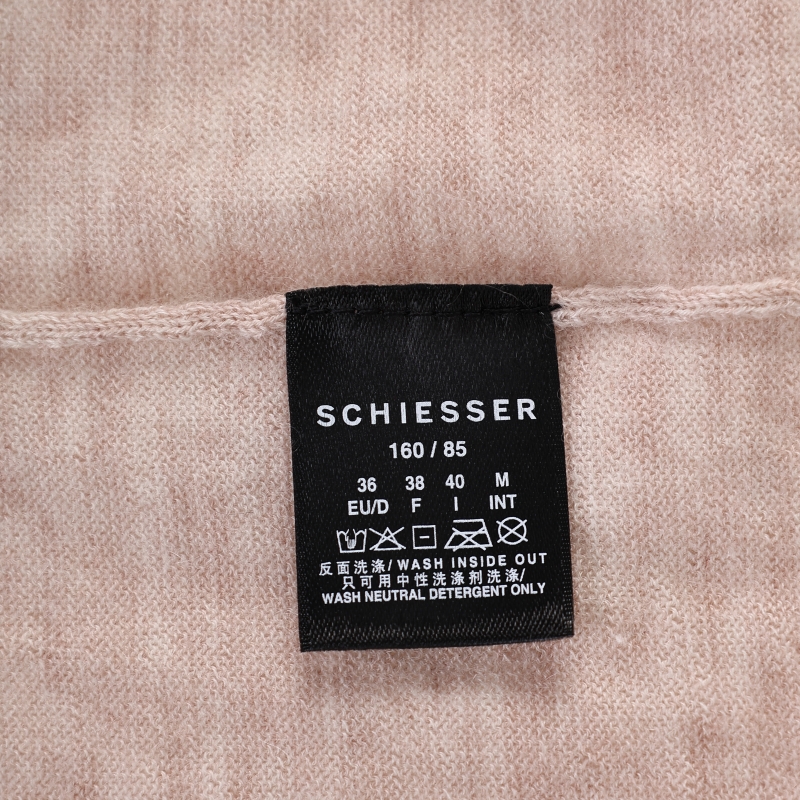 SCHIESSER
160 / 85
36 38 40 M
EU/D F I INT
反面洗涤/ WASH INSIDE OUT
只可用中性洗涤剂洗涤/
WASH NEUTRAL DETERGENT ONLY